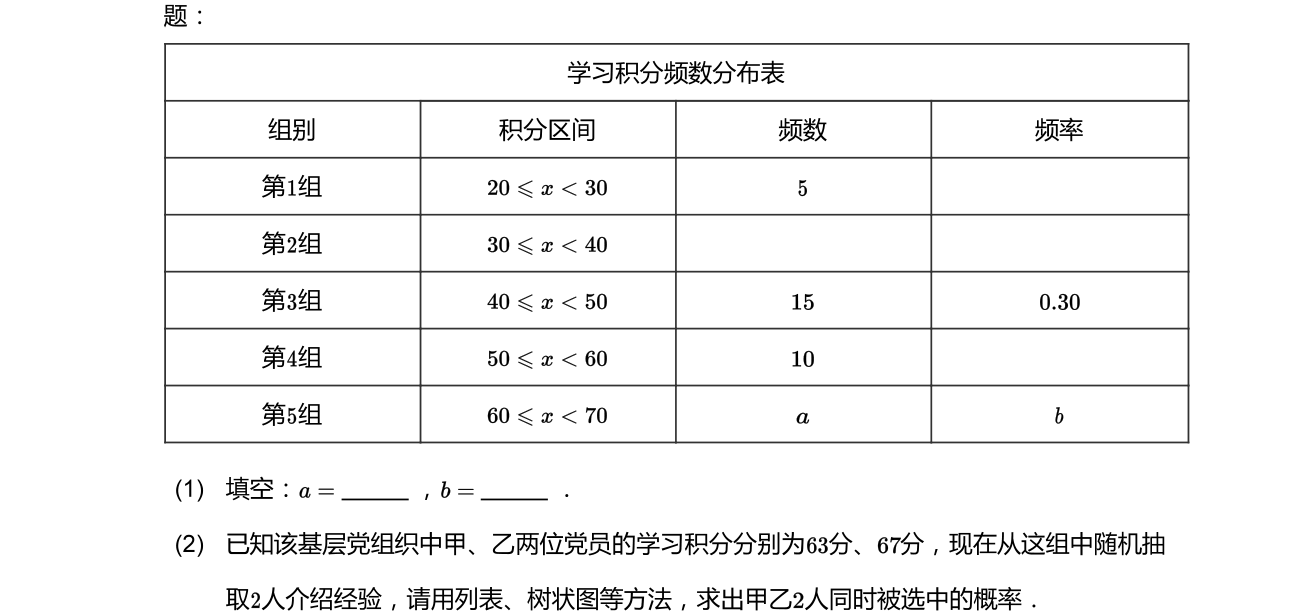 题：
学习积分频数分布表
组别 积分区间 频数 频率
第1组 20 ⩽ x < 30 5
第2组 30 ⩽ x < 40
第3组 40 ⩽ x < 50 15 0.30
第4组 50 ⩽ x < 60 10
第5组 60 ⩽ x < 70 a b
(1) 填空：a = ______ ，b = ______ ．
(2) 已知该基层党组织中甲、乙两位党员的学习积分分别为63分、67分，现在从这组中随机抽
取2人介绍经验，请用列表、树状图等方法，求出甲乙2人同时被选中的概率．